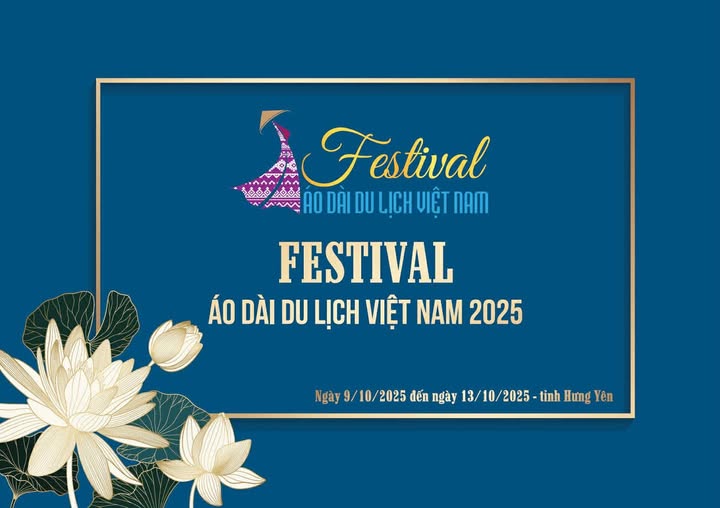 Festival
ÁO DÀI DU LỊCH VIỆT NAM
FESTIVAL
ÁO DÀI DU LỊCH VIỆT NAM 2025
Ngày 9/10/2025 đến ngày 13/10/2025 - tỉnh Hưng Yên